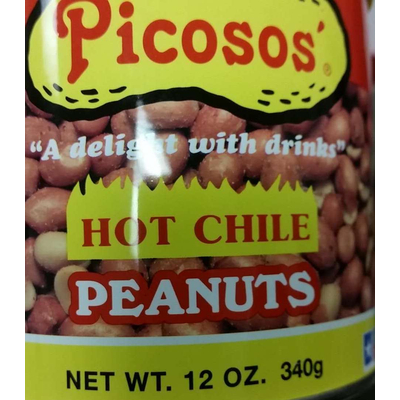 Picosos'®
"A delight with drinks"
HOT CHILE
PEANUTS
NET WT. 12 OZ. 340g